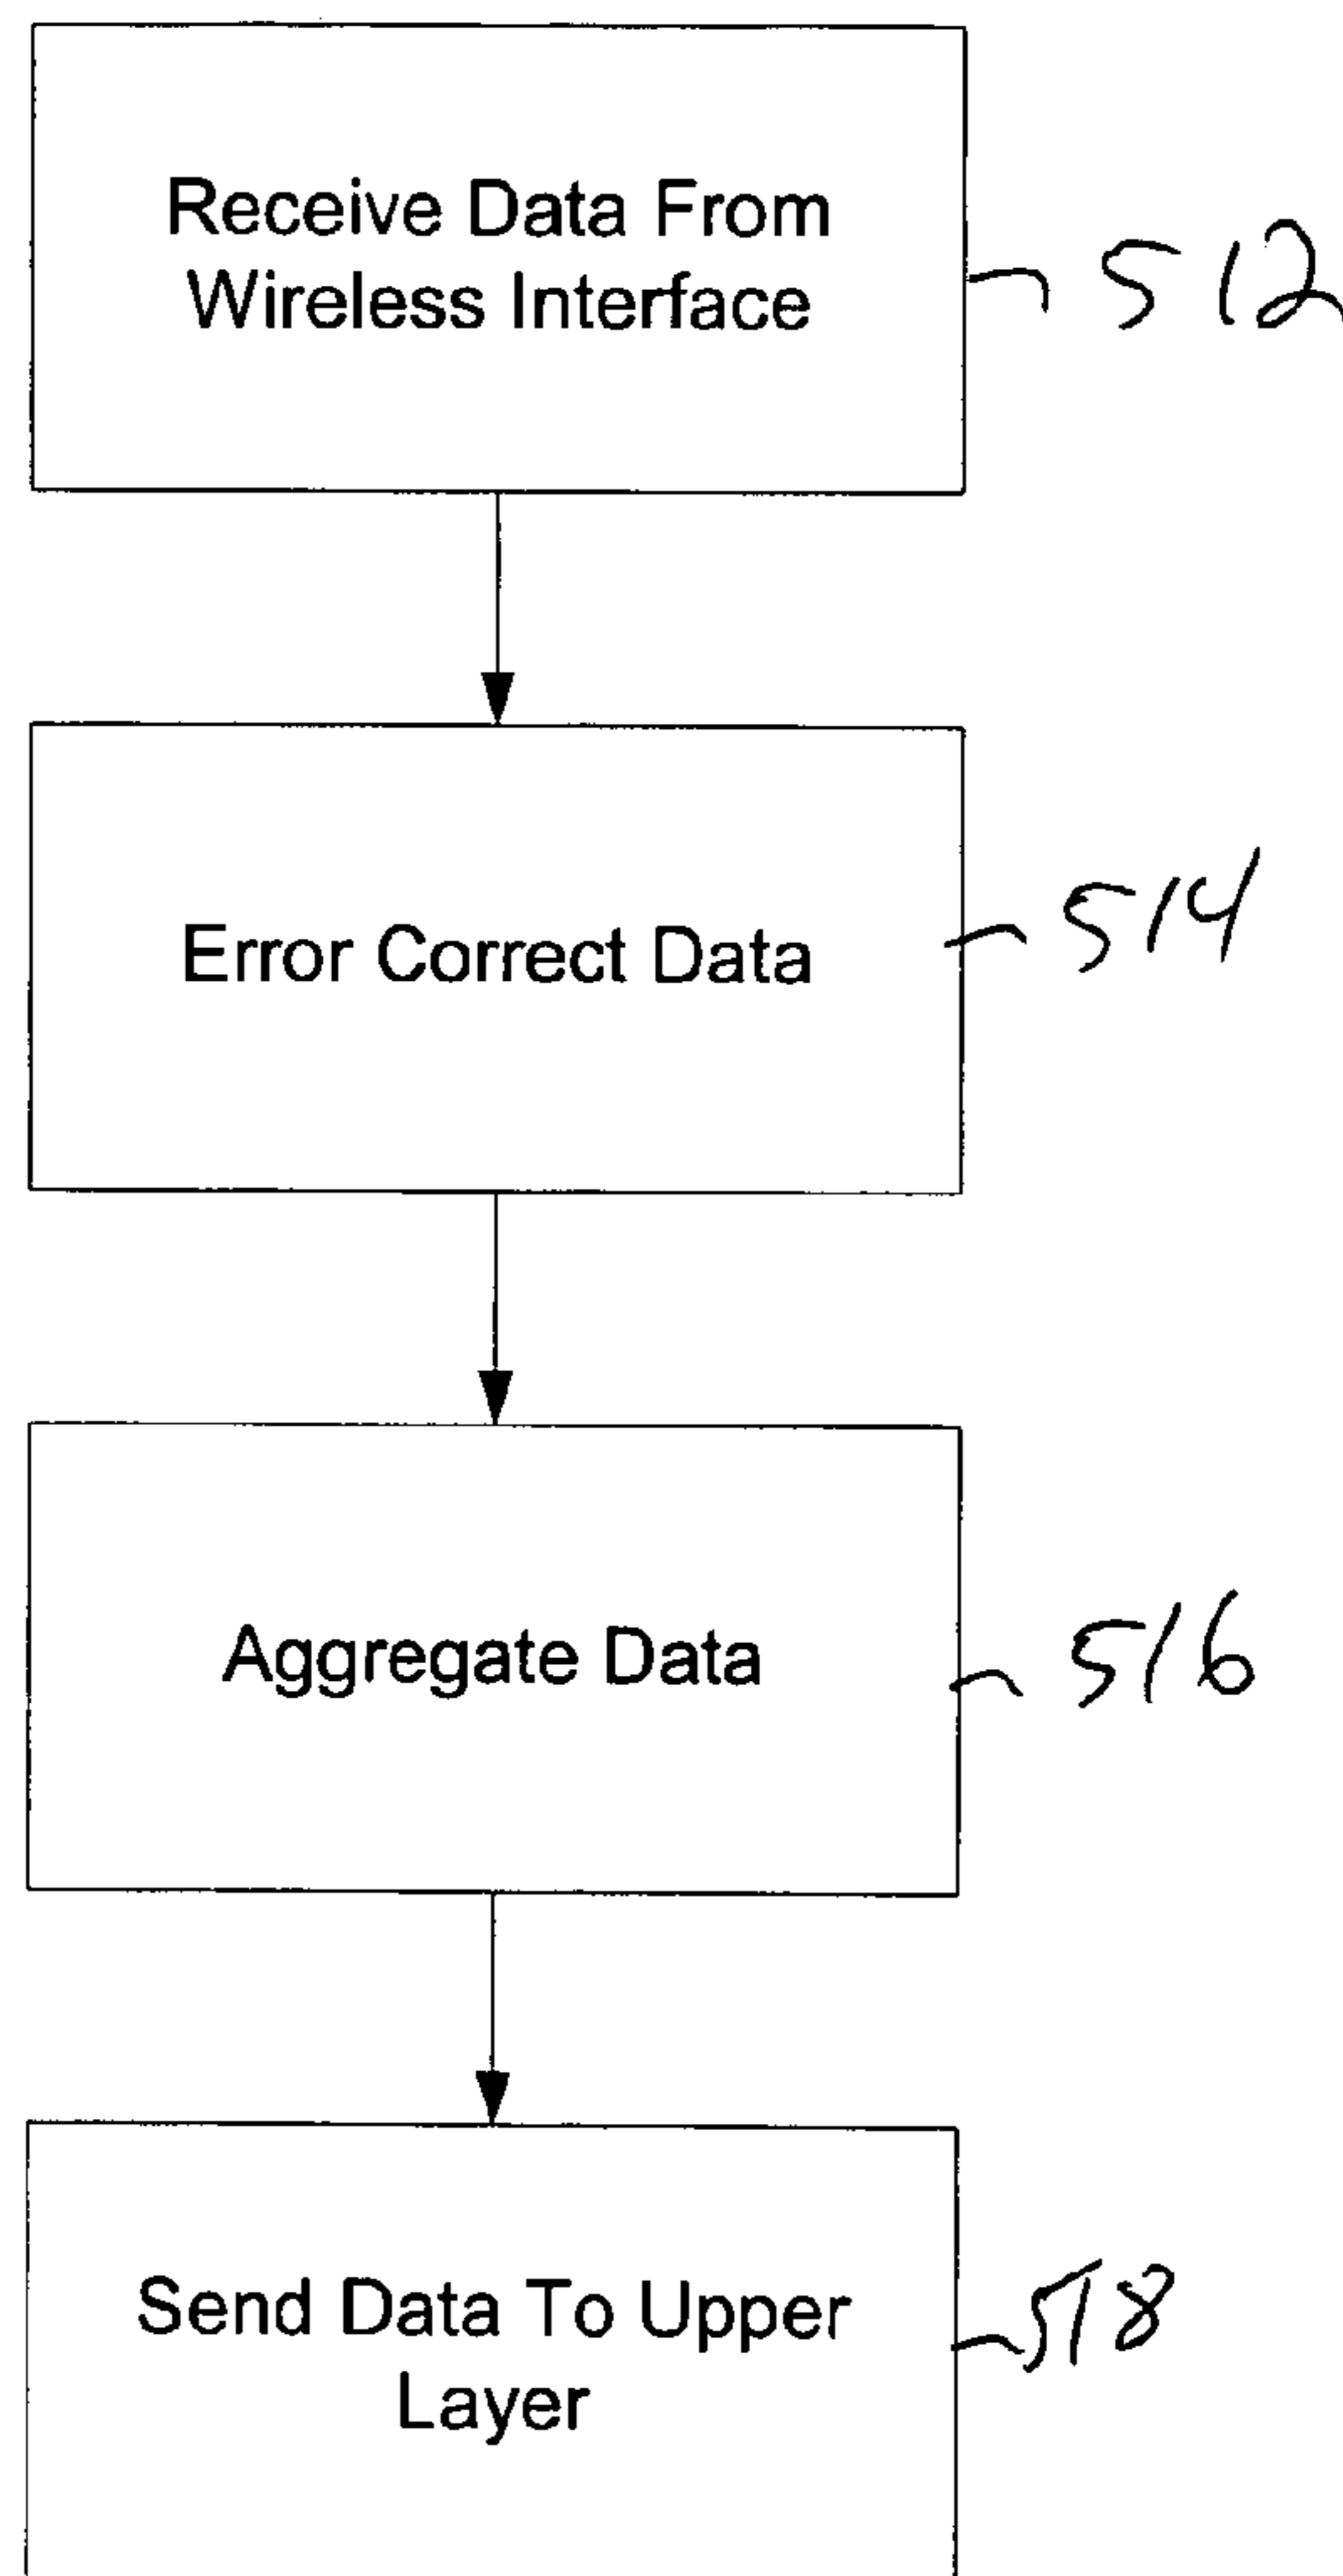 Receive Data From
Wireless Interface
512
Error Correct Data
514
Aggregate Data
516
Send Data To Upper
Layer
518